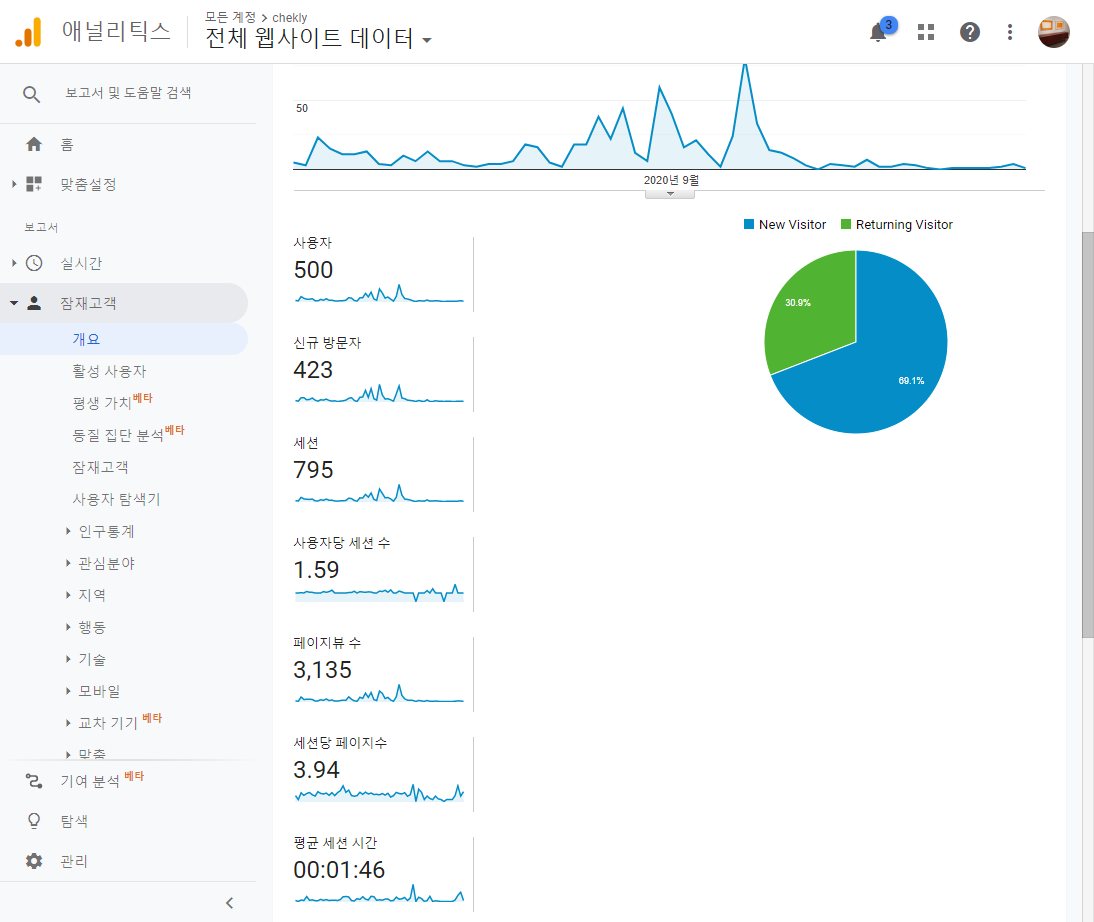 애널리틱스
모든 계정 > chekly
전체 웹사이트 데이터
3
보고서 및 도움말 검색
홈
맞춤설정
보고서
실시간
잠재고객
개요
활성 사용자
평생 가치 베타
동질 집단 분석 베타
잠재고객
사용자 탐색기
인구통계
관심분야
지역
행동
기술
모바일
교차 기기 베타
맞춤
기여 분석 베타
탐색
관리
50
2020년 9월
사용자
500
신규 방문자
423
세션
795
사용자당 세션 수
1.59
페이지뷰 수
3,135
세션당 페이지수
3.94
평균 세션 시간
00:01:46
New Visitor
Returning Visitor
30.9%
69.1%